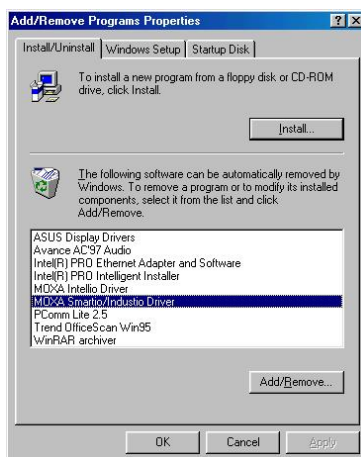 Add/Remove Programs Properties
Install/Uninstall
Windows Setup
Startup Disk
To install a new program from a floppy disk or CD-ROM
drive, click Install.
Install...
The following software can be automatically removed by
Windows. To remove a program or to modify its installed
components, select it from the list and click
Add/Remove.
ASUS Display Drivers
Avance AC'97 Audio
Intel(R) PRO Ethernet Adapter and Software
Intel(R) PRO Intelligent Installer
MOXA Intellio Driver
MOXA Smartio/Industio Driver
PComm Lite 2.5
Trend OfficeScan Win95
WinRAR archiver
Add/Remove...
OK
Cancel
Apply